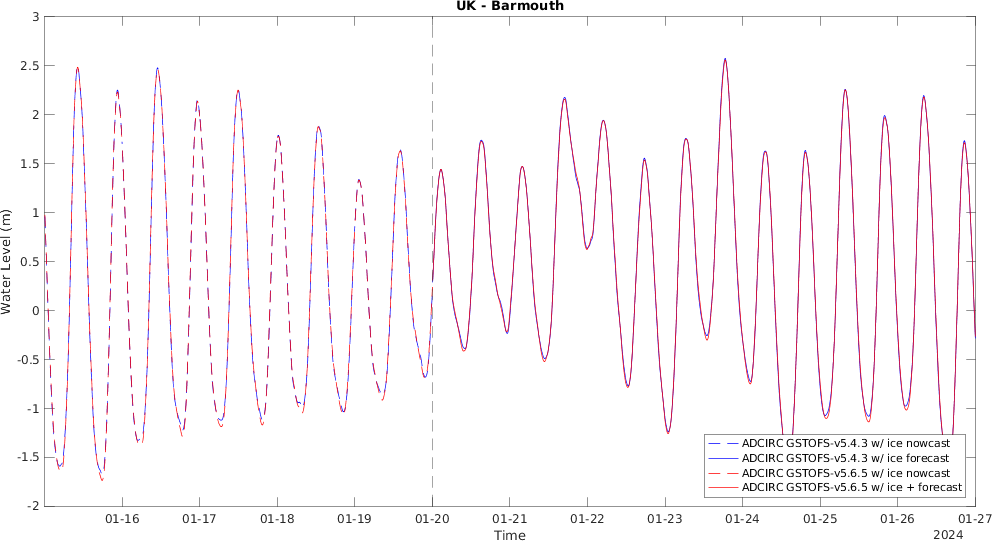 UK - Barmouth
3
2.5
2
1.5
1
0.5
0
-0.5
-1
-1.5
-2
Water Level (m)
ADCIRC GSTOFS-v5.4.3 w/ ice nowcast
ADCIRC GSTOFS-v5.4.3 w/ ice forecast
ADCIRC GSTOFS-v5.6.5 w/ ice nowcast
ADCIRC GSTOFS-v5.6.5 w/ ice + forecast
01-16 01-17 01-18 01-19 01-20 01-21 01-22 01-23 01-24 01-25 01-26 01-27
Time
2024